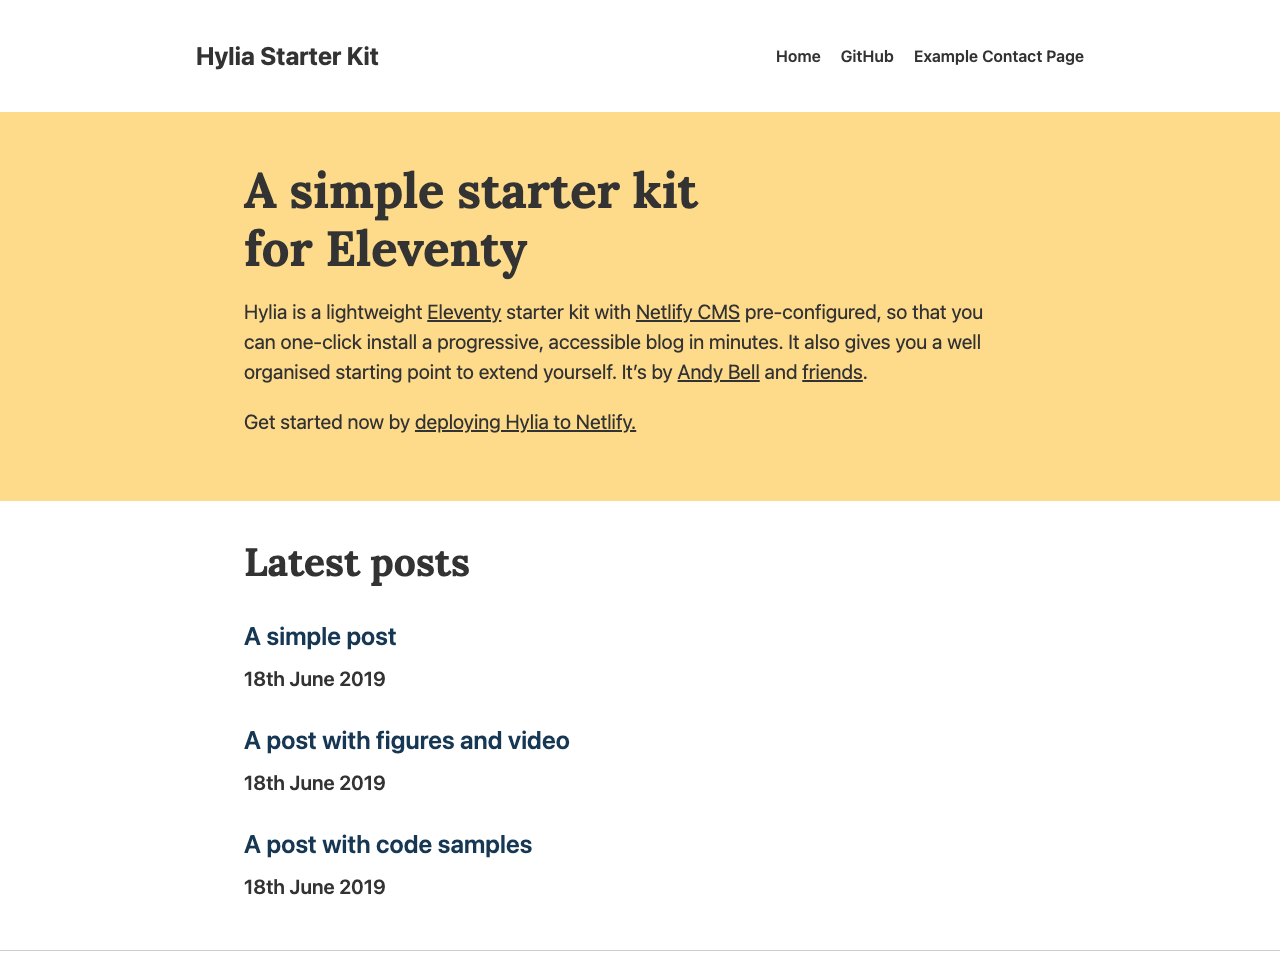 Hylia Starter Kit
Home GitHub Example Contact Page
A simple starter kit
for Eleventy
Hylia is a lightweight Eleventy starter kit with Netlify CMS pre-configured, so that you
can one-click install a progressive, accessible blog in minutes. It also gives you a well
organised starting point to extend yourself. It’s by Andy Bell and friends.
Get started now by deploying Hylia to Netlify.
Latest posts
A simple post
18th June 2019
A post with figures and video
18th June 2019
A post with code samples
18th June 2019